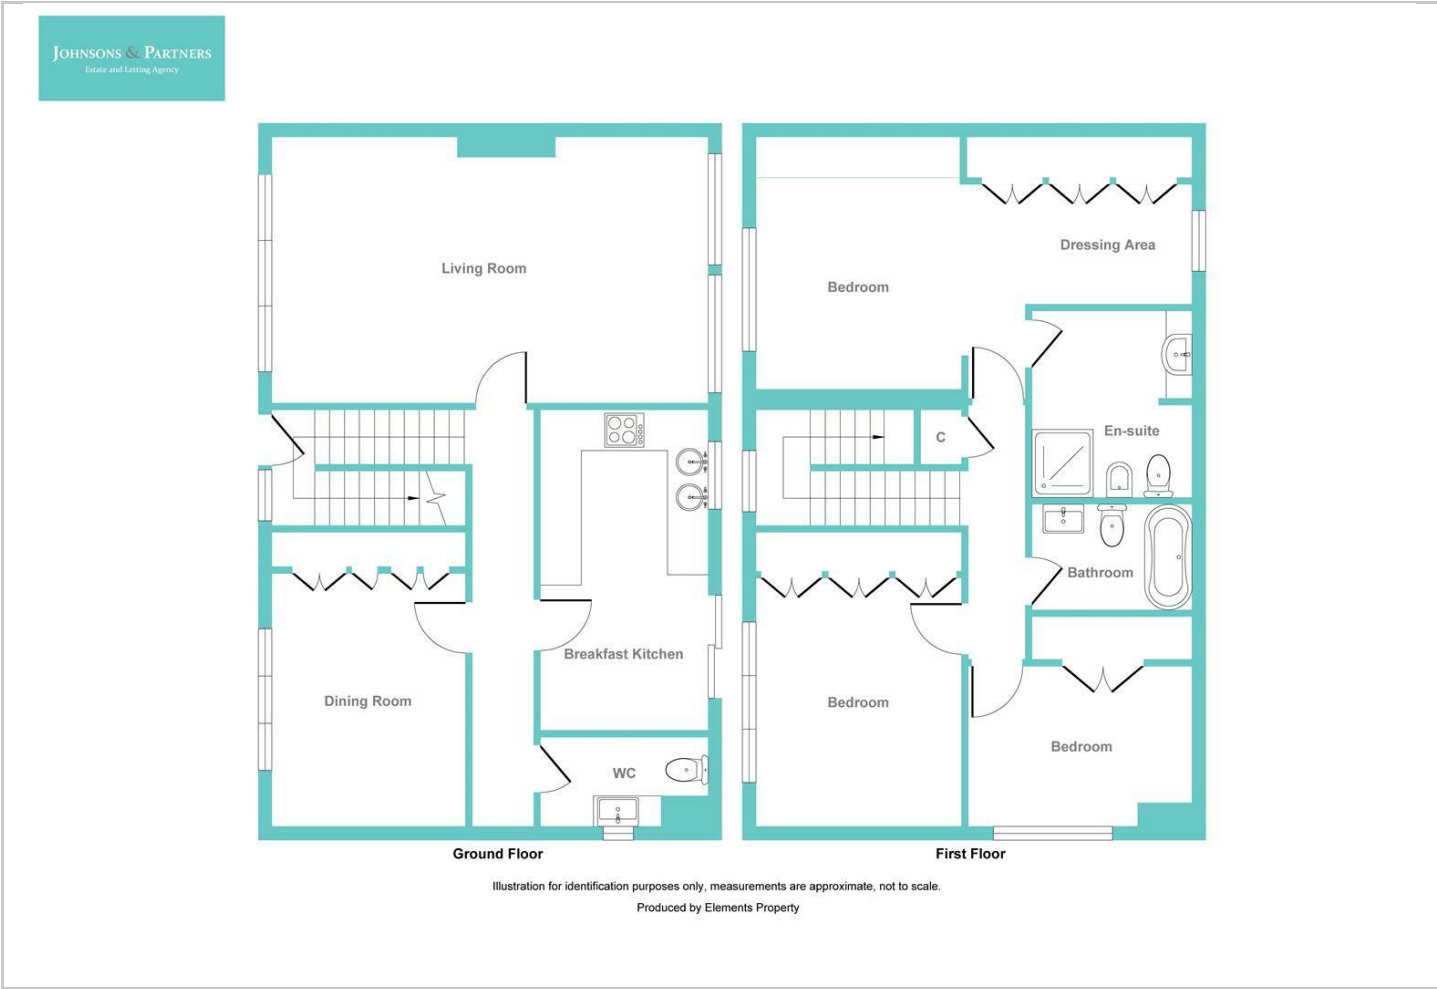 JOHNSONS & PARTNERS
Estate and Letting Agency
Living Room
Dining Room
Breakfast Kitchen
WC
Ground Floor
Dressing Area
Bedroom
C
En-suite
Bathroom
Bedroom
Bedroom
First Floor
Illustration for identification purposes only, measurements are approximate, not to scale.
Produced by Elements Property